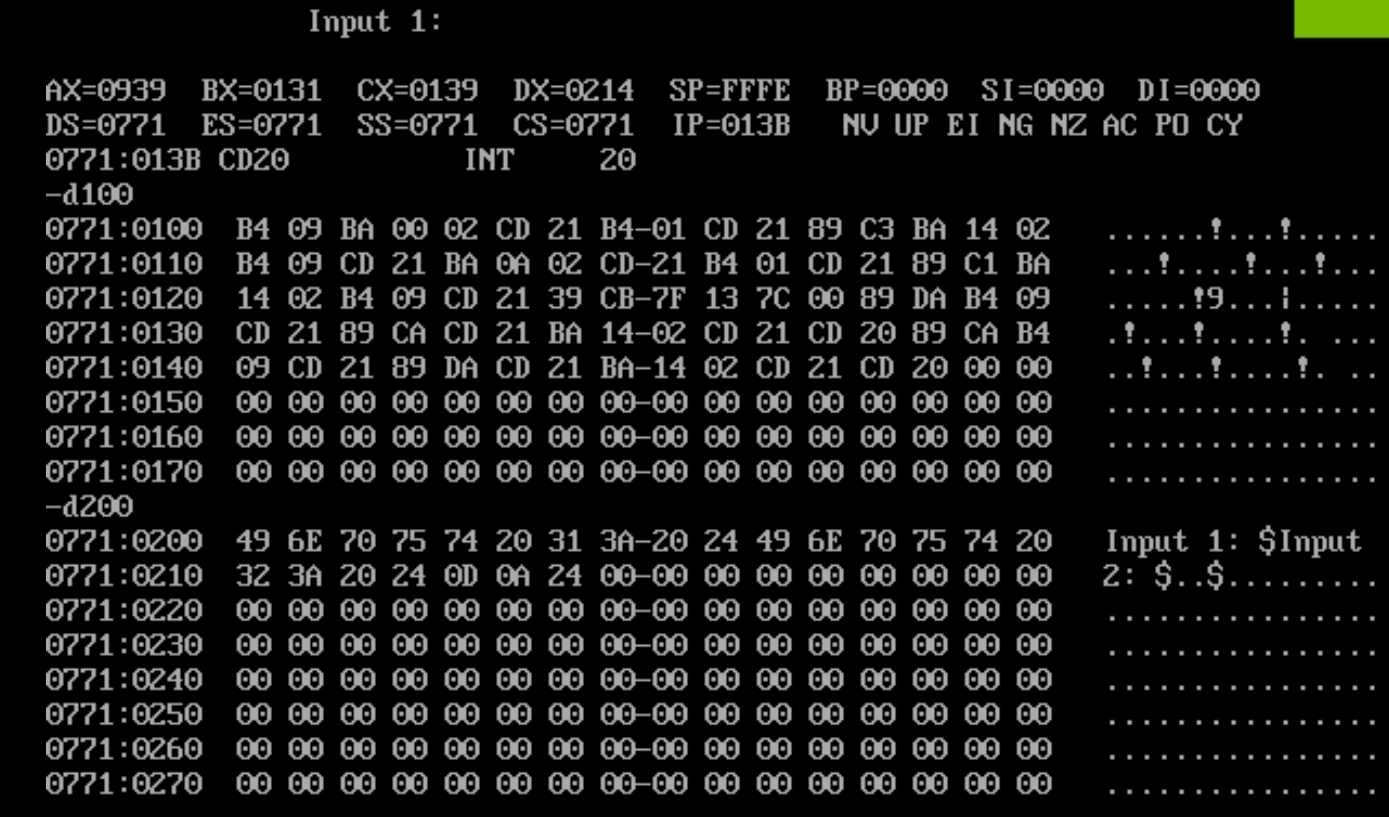 Input 1:
AX=0939 BX=0131 CX=0139 DX=0214 SP=FFFE BP=0000 SI=0000 DI=0000
DS=0771 ES=0771 SS=0771 CS=0771 IP=013B NV UP EI NG NZ AC PO CY
0771:013B CD20 INT 20
-d100
0771:0100 B4 09 BA 00 02 CD 21 B4-01 CD 21 89 C3 BA 14 02 ......!...!.....
0771:0110 B4 09 CD 21 BA 0A 02 CD-21 B4 01 CD 21 89 C1 BA ...!....!...!...
0771:0120 14 02 B4 09 CD 21 39 CB-7F 13 7C 00 89 DA B4 09 .....!9...|.....
0771:0130 CD 21 89 CA CD 21 BA 14-02 CD 21 CD 20 89 CA B4 .!...!....!. ...
0771:0140 09 CD 21 89 DA CD 21 BA-14 02 CD 21 CD 20 00 00 ..!...!....!. ..
0771:0150 00 00 00 00 00 00 00 00-00 00 00 00 00 00 00 00 ................
0771:0160 00 00 00 00 00 00 00 00-00 00 00 00 00 00 00 00 ................
0771:0170 00 00 00 00 00 00 00 00-00 00 00 00 00 00 00 00 ................
-d200
0771:0200 49 6E 70 75 74 20 31 3A-20 24 49 6E 70 75 74 20 Input 1: $Input
0771:0210 32 3A 20 24 0D 0A 24 00-00 00 00 00 00 00 00 00 2: $..$.........
0771:0220 00 00 00 00 00 00 00 00-00 00 00 00 00 00 00 00 ................
0771:0230 00 00 00 00 00 00 00 00-00 00 00 00 00 00 00 00 ................
0771:0240 00 00 00 00 00 00 00 00-00 00 00 00 00 00 00 00 ................
0771:0250 00 00 00 00 00 00 00 00-00 00 00 00 00 00 00 00 ................
0771:0260 00 00 00 00 00 00 00 00-00 00 00 00 00 00 00 00 ................
0771:0270 00 00 00 00 00 00 00 00-00 00 00 00 00 00 00 00 ................